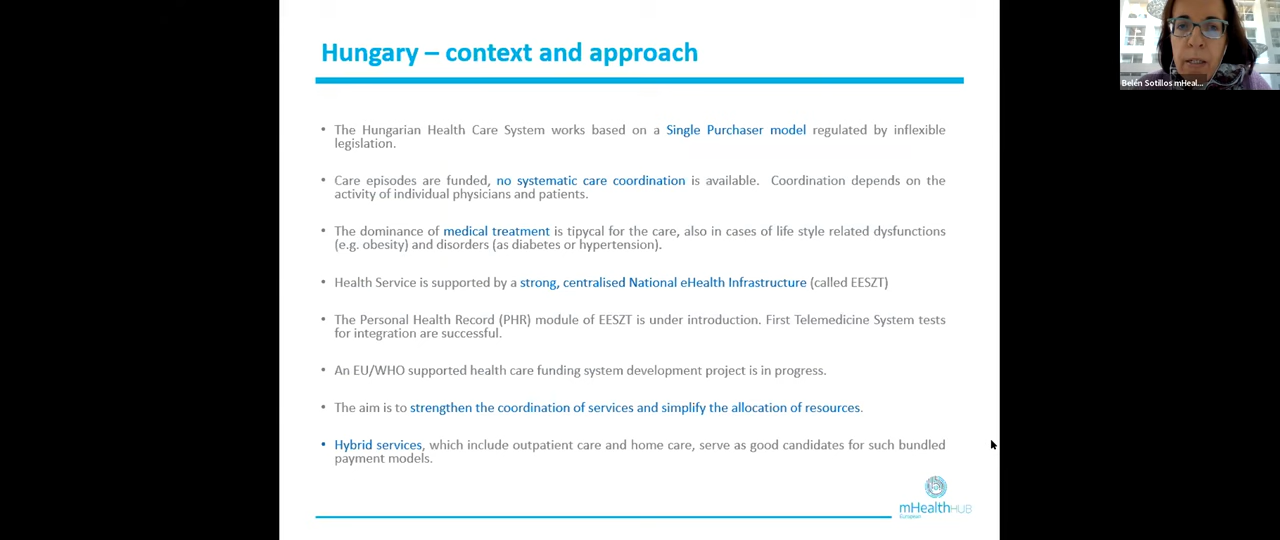 Hungary – context and approach
Belén Sotillos mHeal...
• The Hungarian Health Care System works based on a Single Purchaser model regulated by inflexible
legislation.
• Care episodes are funded, no systematic care coordination is available. Coordination depends on the
activity of individual physicians and patients.
• The dominance of medical treatment is tipycal for the care, also in cases of life style related dysfunctions
(e.g. obesity) and disorders (as diabetes or hypertension).
• Health Service is supported by a strong, centralised National eHealth Infrastructure (called EESZT)
• The Personal Health Record (PHR) module of EESZT is under introduction. First Telemedicine System tests
for integration are successful.
• An EU/WHO supported health care funding system development project is in progress.
• The aim is to strengthen the coordination of services and simplify the allocation of resources.
• Hybrid services, which include outpatient care and home care, serve as good candidates for such bundled
payment models.
mHealthHUB
European